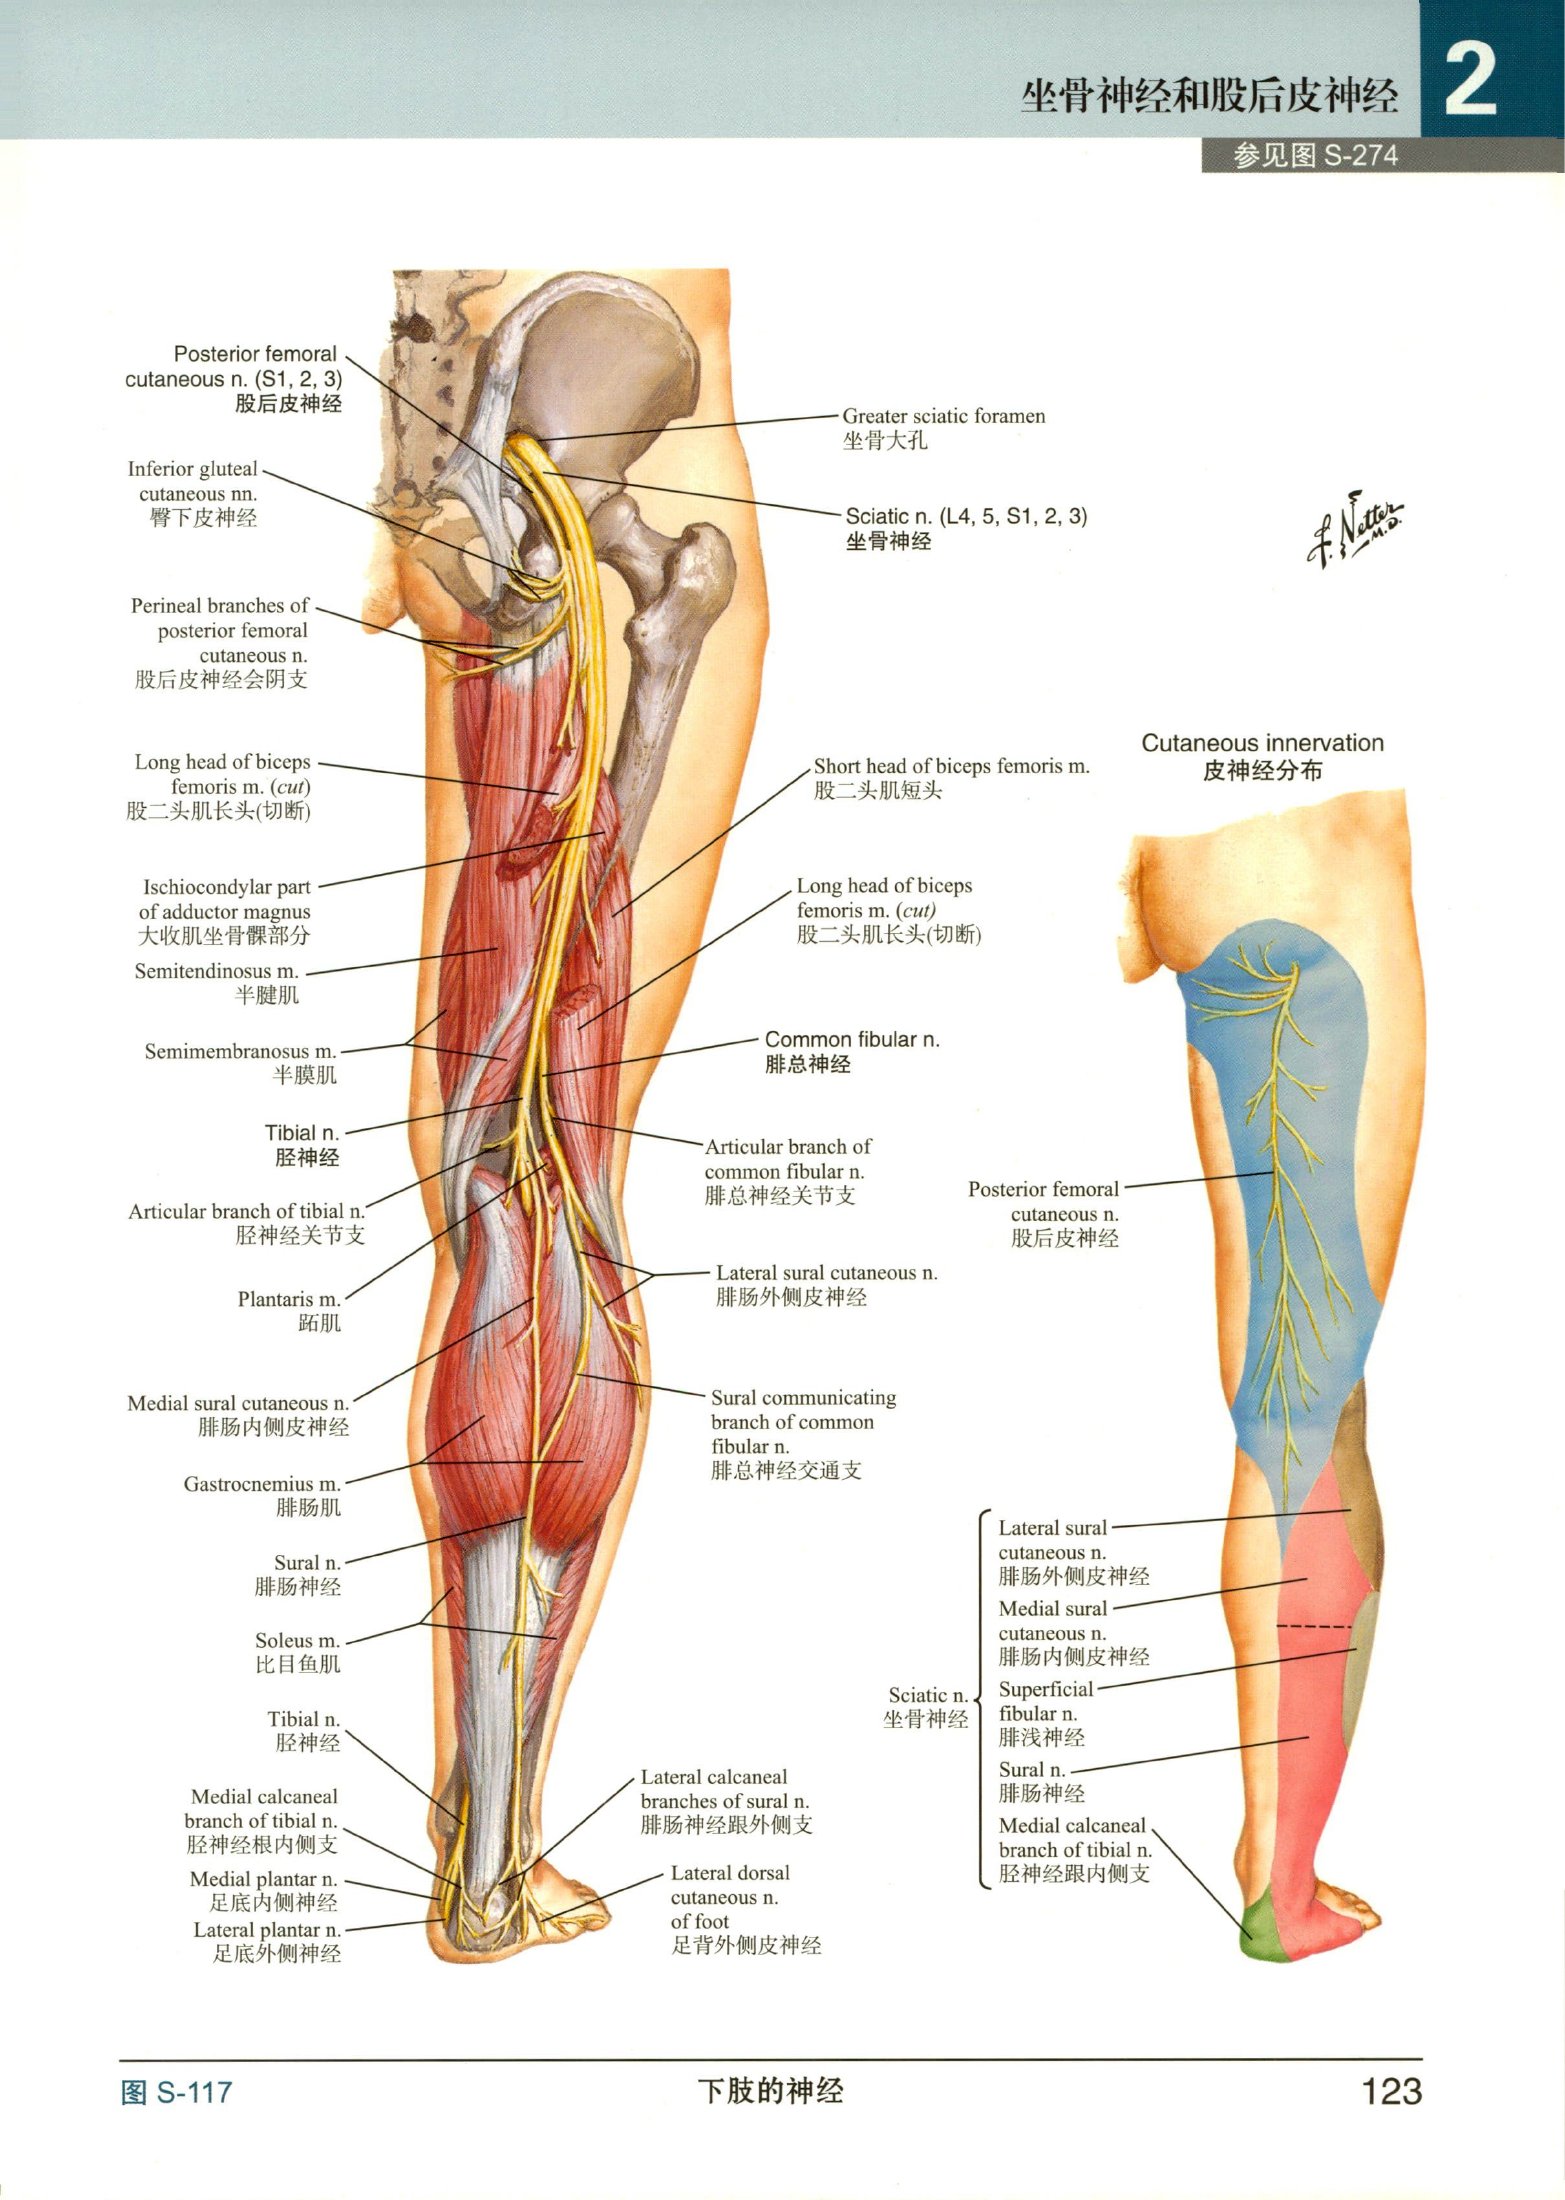 坐骨神经和股后皮神经
2
参见图 S-274
Posterior femoral
cutaneous n. (S1, 2, 3)
股后皮神经
Inferior gluteal
cutaneous nn.
臀下皮神经
Perineal branches of
posterior femoral
cutaneous n.
股后皮神经会阴支
Long head of biceps
femoris m. (cut)
股二头肌长头(切断)
Ischiocondylar part
of adductor magnus
大收肌坐骨髁部分
Semitendinosus m.
半腱肌
Semimembranosus m.
半膜肌
Tibial n.
胫神经
Articular branch of tibial n.
胫神经关节支
Plantaris m.
跖肌
Medial sural cutaneous n.
腓肠内侧皮神经
Gastrocnemius m.
腓肠肌
Sural n.
腓肠神经
Soleus m.
比目鱼肌
Tibial n.
胫神经
Medial calcaneal
branch of tibial n.
胫神经根内侧支
Medial plantar n.
足底内侧神经
Lateral plantar n.
足底外侧神经
Greater sciatic foramen
坐骨大孔
Sciatic n. (L4, 5, S1, 2, 3)
坐骨神经
F. Netter
M.D.
Short head of biceps femoris m.
股二头肌短头
Long head of biceps
femoris m. (cut)
股二头肌长头(切断)
Common fibular n.
腓总神经
Articular branch of
common fibular n.
腓总神经关节支
Lateral sural cutaneous n.
腓肠外侧皮神经
Sural communicating
branch of common
fibular n.
腓总神经交通支
Lateral calcaneal
branches of sural n.
腓肠神经跟外侧支
Lateral dorsal
cutaneous n.
of foot
足背外侧皮神经
Cutaneous innervation
皮神经分布
Posterior femoral
cutaneous n.
股后皮神经
Sciatic n.
坐骨神经
Lateral sural
cutaneous n.
腓肠外侧皮神经
Medial sural
cutaneous n.
腓肠内侧皮神经
Superficial
fibular n.
腓浅神经
Sural n.
腓肠神经
Medial calcaneal
branch of tibial n.
胫神经跟内侧支
图 S-117
下肢的神经
123